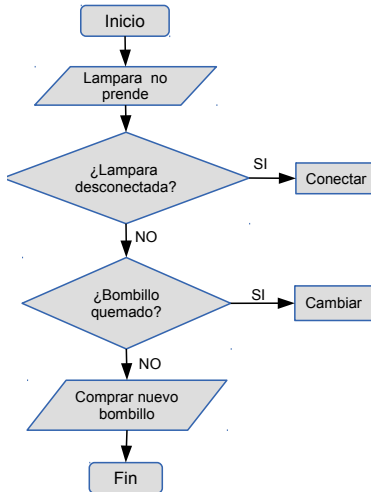 Inicio
Lampara no
prende
¿Lampara
desconectada?
SI
Conectar
NO
¿Bombillo
quemado?
SI
Cambiar
NO
Comprar nuevo
bombillo
Fin